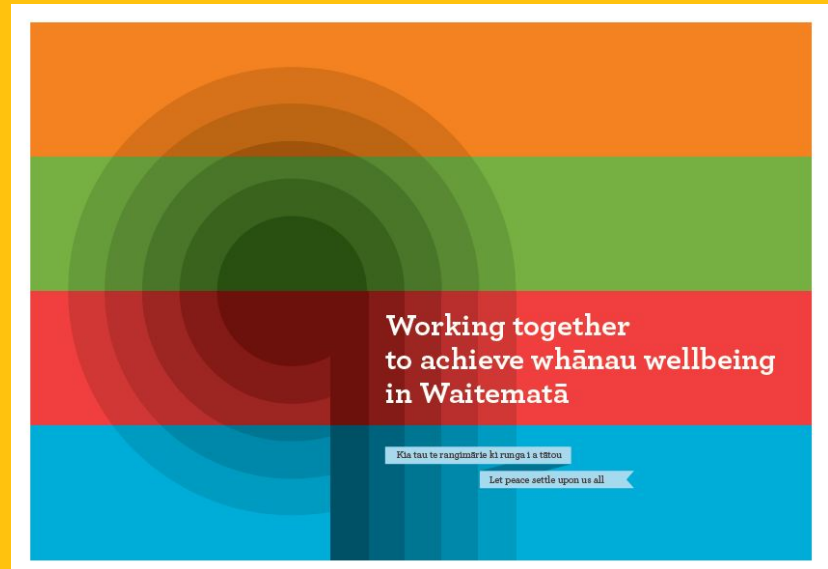 Working together
to achieve whānau wellbeing
in Waitematā
Kia tau te rangimārie ki runga i a tātou
Let peace settle upon us all